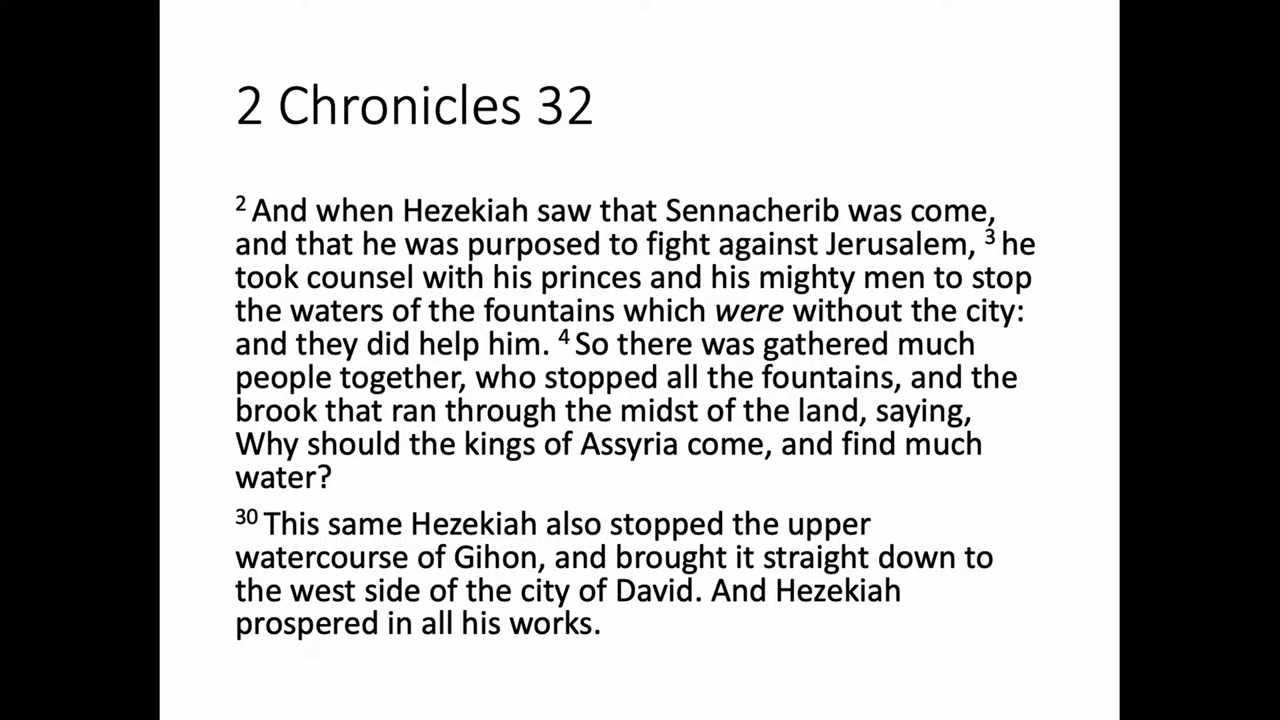 2 Chronicles 32
2 And when Hezekiah saw that Sennacherib was come,
and that he was purposed to fight against Jerusalem, 3 he
took counsel with his princes and his mighty men to stop
the waters of the fountains which were without the city:
and they did help him. 4 So there was gathered much
people together, who stopped all the fountains, and the
brook that ran through the midst of the land, saying,
Why should the kings of Assyria come, and find much
water?
30 This same Hezekiah also stopped the upper
watercourse of Gihon, and brought it straight down to
the west side of the city of David. And Hezekiah
prospered in all his works.